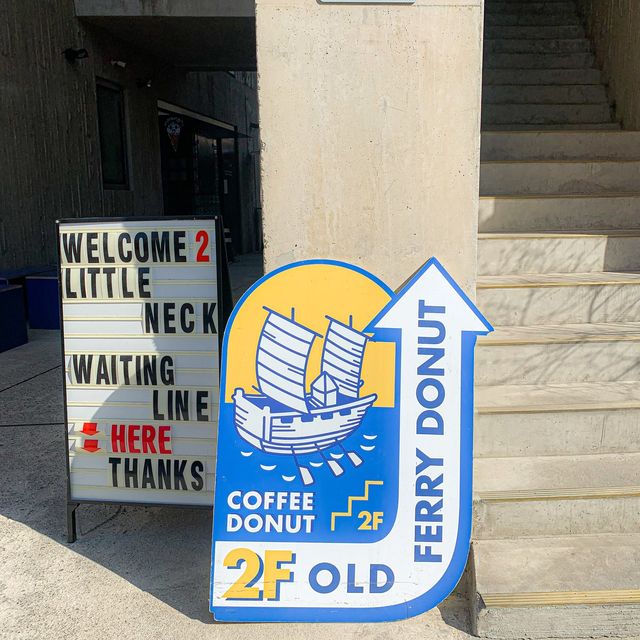 WELCOME 2
LITTLE
NECK
WAITING
LINE
HERE
THANKS
COFFEE
DONUT
2F
2F OLD
FERRY DONUT